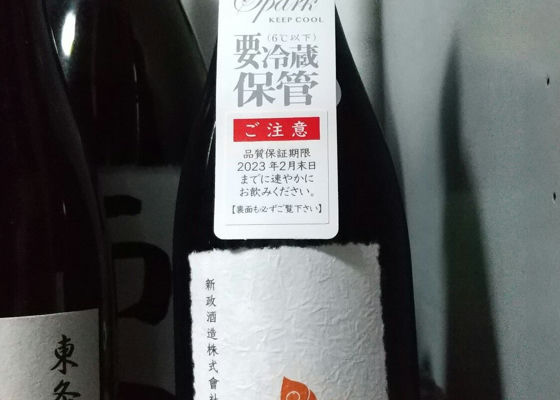 Spark
KEEP COOL
(6℃以下)
要冷蔵
保管
ご注意
品質保証期限
2023年2月末日
までに速やかに
お飲みください。
【裏面も必ずご覧下さい】
新政酒造株式會社
東